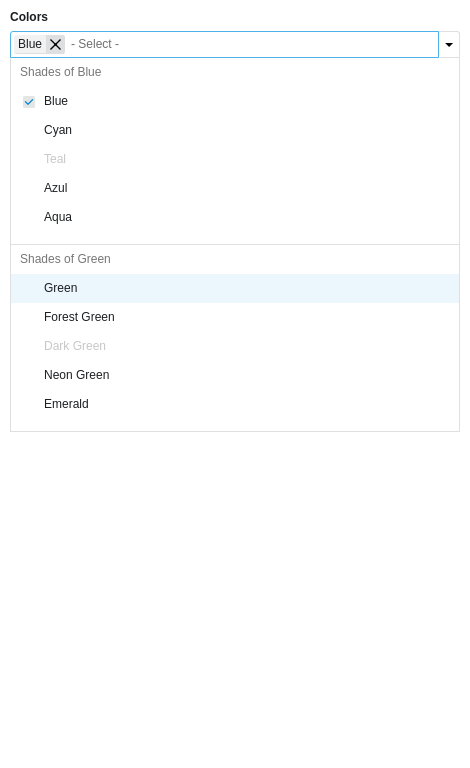 Colors
Blue - Select -
Shades of Blue
Blue
Cyan
Teal
Azul
Aqua
Shades of Green
Green
Forest Green
Dark Green
Neon Green
Emerald